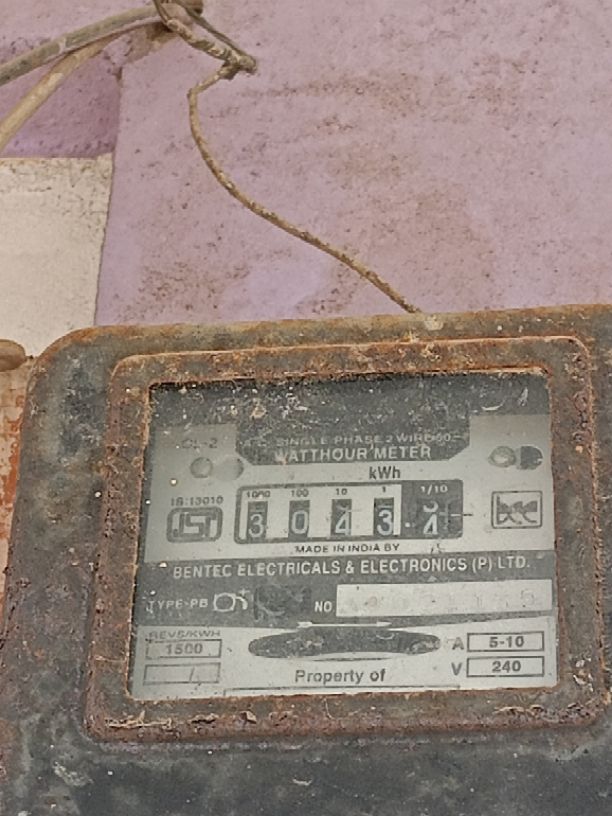 CL-2
A.C. SINGLE PHASE 2 WIRE
WATTHOUR METER
kWh
IS:13010
1000 100 10 1 1/10
ISI
3 0 4 3 . 4
MADE IN INDIA BY
BENTEC ELECTRICALS & ELECTRONICS (P) LTD.
TYPE-PB
NO
REVS/KWH
1500
A 5-10
V 240
Property of